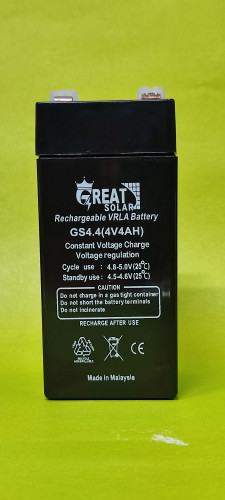 GREAT
SOLAR
Rechargeable VRLA Battery
GS4.4(4V4AH)
Constant Voltage Charge
Voltage regulation
Cycle use : 4.8-5.0V(25℃)
Standby use : 4.5-4.6V(25℃)
CAUTION
Do not charge in a gas tight container
Do not short the battery terminals
Do not incinerate
RECHARGE AFTER USE
CE
Made in Malaysia